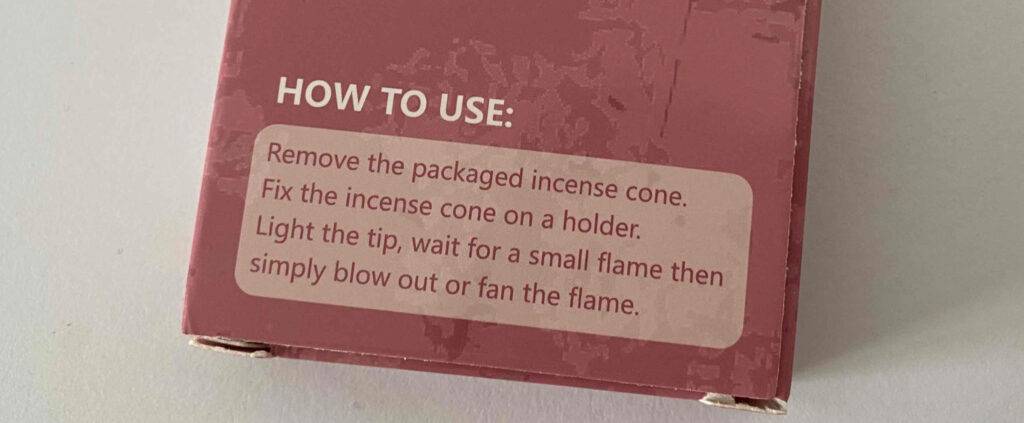 HOW TO USE:
Remove the packaged incense cone.
Fix the incense cone on a holder.
Light the tip, wait for a small flame then
simply blow out or fan the flame.